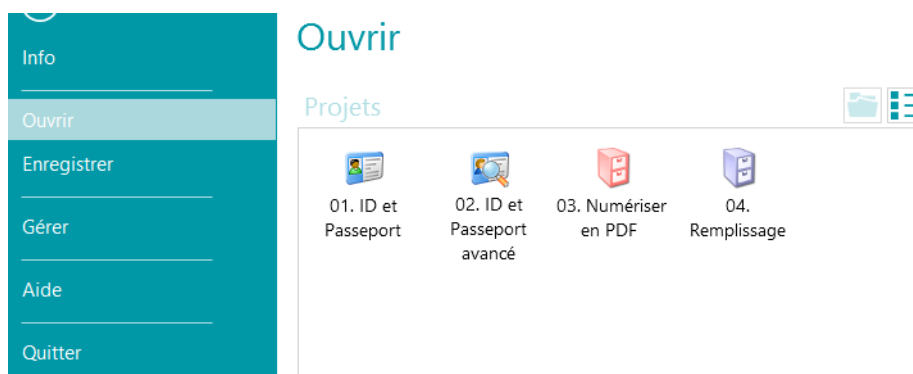 Info
Ouvrir
Enregistrer
Gérer
Aide
Quitter
Ouvrir
Projets
01. ID et
Passeport
02. ID et
Passeport
avancé
03. Numériser
en PDF
04.
Remplissage